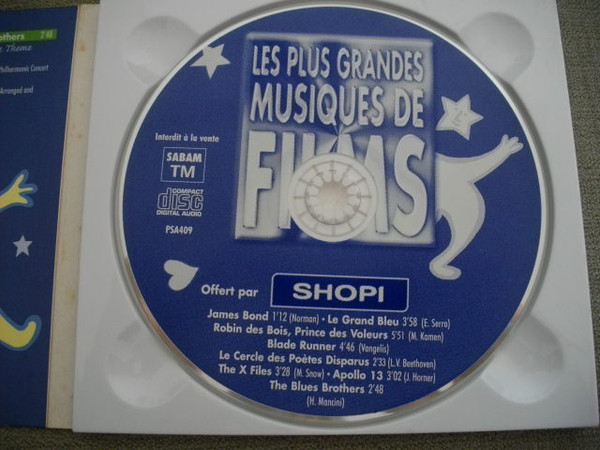 others 2'48
Theme
Philharmonic Concert
Arranged and
LES PLUS GRANDES
MUSIQUES DE
FILMS
Interdit à la vente
SABAM
TM
COMPACT
disc
DIGITAL AUDIO
PSA409
Offert par SHOPI
James Bond 1'12 (Norman) • Le Grand Bleu 3'58 (E. Serra)
Robin des Bois, Prince des Voleurs 5'51 (M. Kamen)
Blade Runner 4'46 (Vangelis)
Le Cercle des Poètes Disparus 2'33 (L.V. Beethoven)
The X Files 3'28 (M. Snow) • Apollo 13 3'02 (J. Horner)
The Blues Brothers 2'48
(H. Mancini)